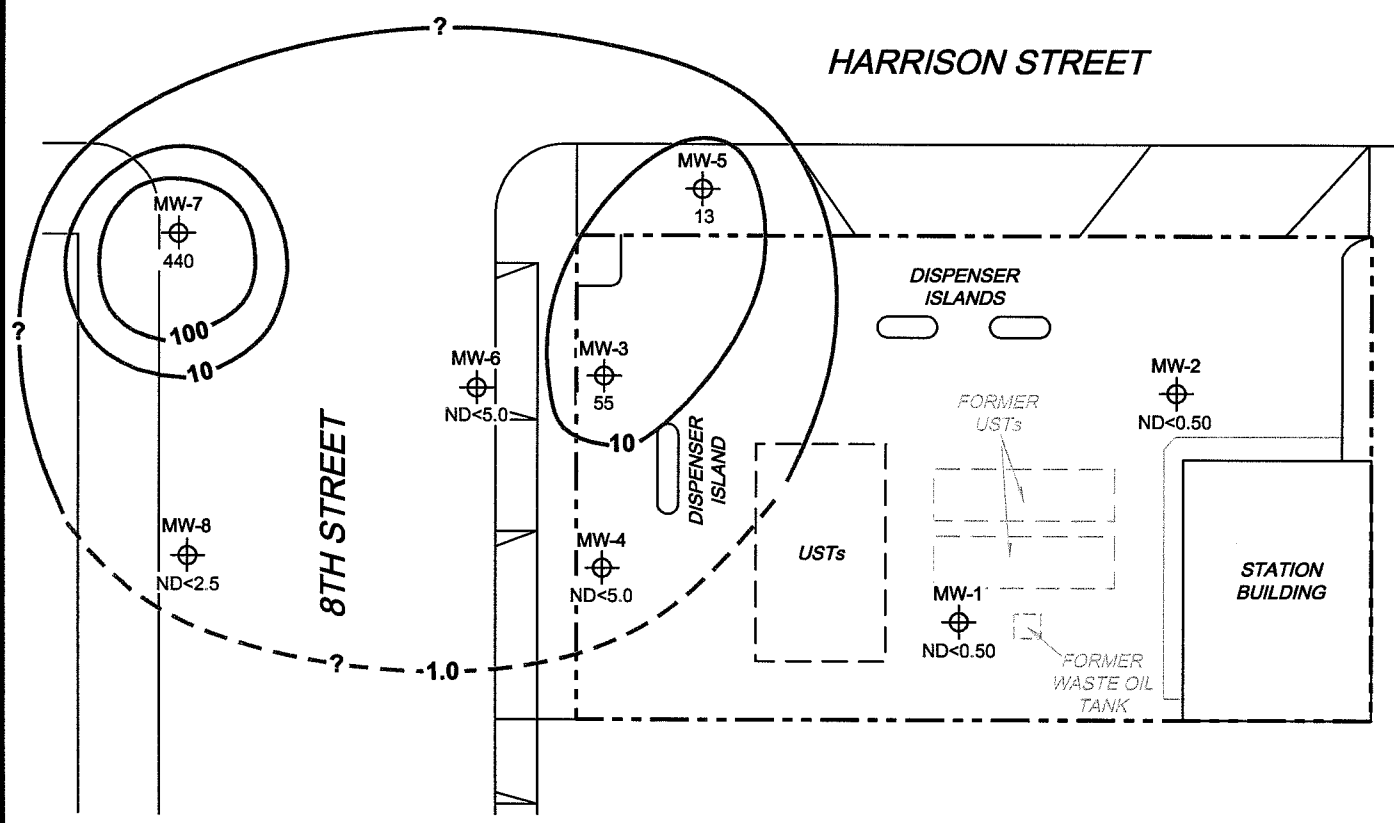 ?
HARRISON STREET
MW-5
13
MW-7
440
100
10
?
DISPENSER
ISLANDS
MW-6
ND<5.0
MW-3
55
10
MW-2
ND<0.50
FORMER
USTs
8TH STREET
DISPENSER
ISLAND
MW-8
ND<2.5
MW-4
ND<5.0
USTs
MW-1
ND<0.50
STATION
BUILDING
FORMER
WASTE OIL
TANK
?
1.0